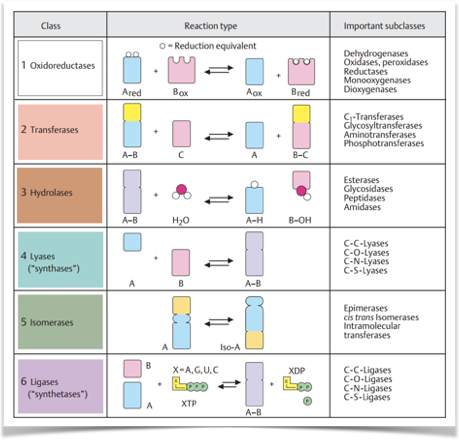 Class
Reaction type
Important subclasses
1 Oxidoreductases
= Reduction equivalent
+
+
A red
B ox
A ox
B red
Dehydrogenases
Oxidases, peroxidases
Reductases
Monooxygenases
Dioxygenases
2 Transferases
+
+
A–B
C
A
B–C
C₁-Transferases
Glycosyltransferases
Aminotransferases
Phosphotransferases
3 Hydrolases
+
+
A–B
H₂O
A–H
B–OH
Esterases
Glycosidases
Peptidases
Amidases
4 Lyases
("synthases")
+
A
B
A–B
C-C-Lyases
C-O-Lyases
C-N-Lyases
C-S-Lyases
5 Isomerases
A
Iso-A
Epimerases
cis trans Isomerases
Intramolecular
transferases
6 Ligases
("synthetases")
B
X=A,G,U,C
XDP
+
+
X
P P P
X
P
P
A
XTP
A–B
C-C-Ligases
C-O-Ligases
C-N-Ligases
C-S-Ligases